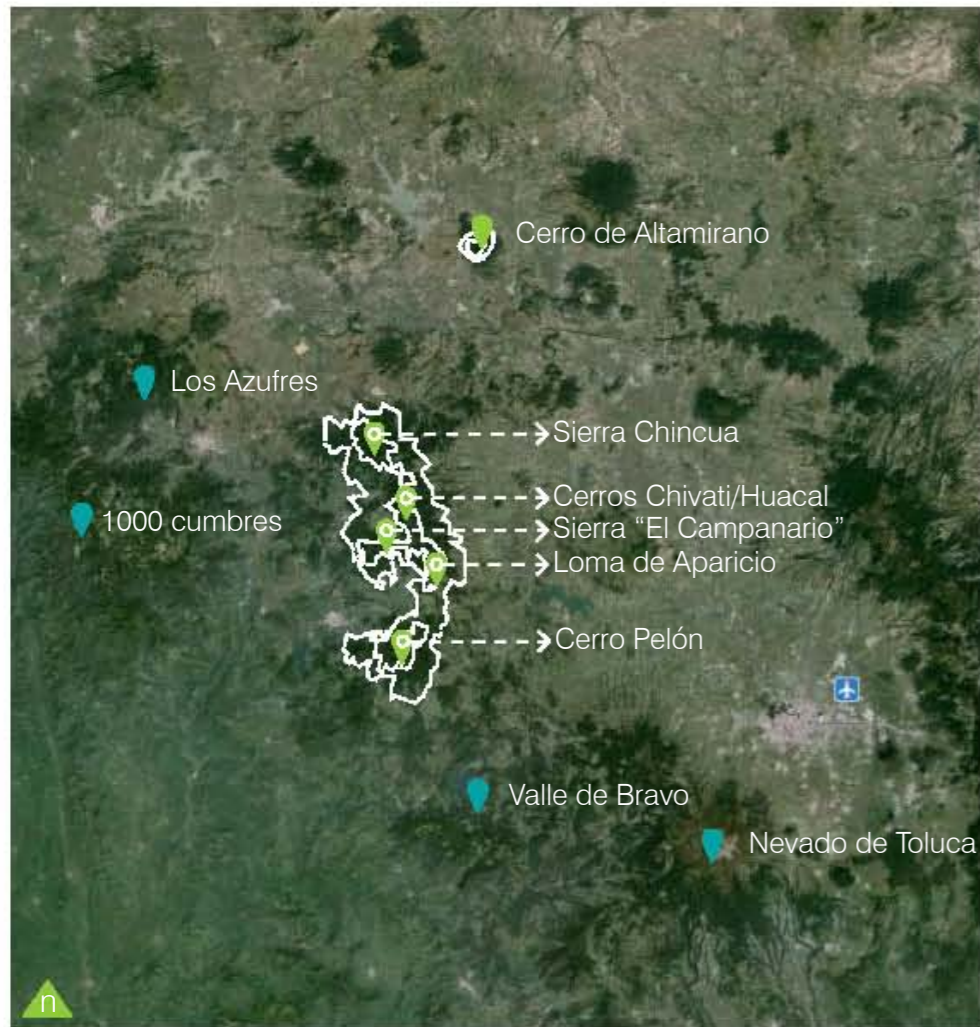 Cerro de Altamirano
Los Azufres
Sierra Chincua
Cerros Chivati/Huacal
1000 cumbres
Sierra “El Campanario”
Loma de Aparicio
Cerro Pelón
Valle de Bravo
Nevado de Toluca
n